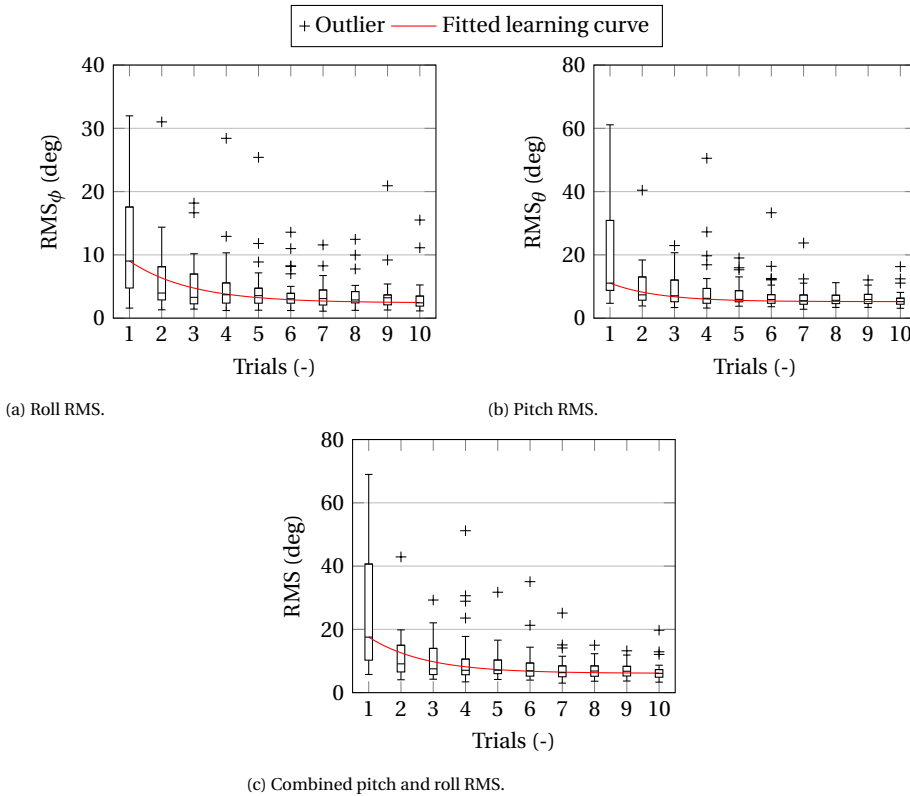 + Outlier — Fitted learning curve
40
30
20
10
0
RMSϕ (deg)
1 2 3 4 5 6 7 8 9 10
Trials (-)
(a) Roll RMS.
80
60
40
20
0
RMSθ (deg)
1 2 3 4 5 6 7 8 9 10
Trials (-)
(b) Pitch RMS.
80
60
40
20
0
RMS (deg)
1 2 3 4 5 6 7 8 9 10
Trials (-)
(c) Combined pitch and roll RMS.